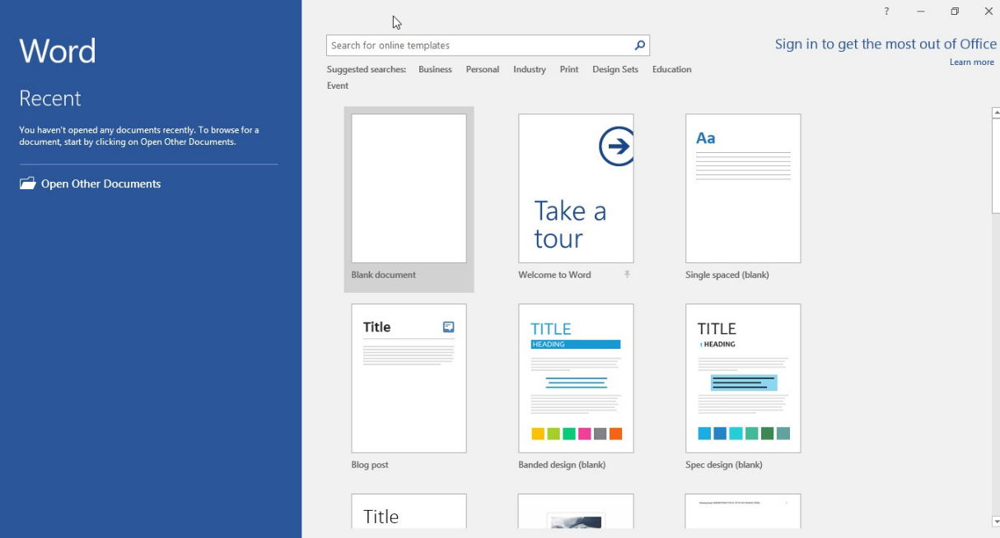 Word
Recent
You haven't opened any documents recently. To browse for a
document, start by clicking on Open Other Documents.
Open Other Documents
?
Search for online templates
Sign in to get the most out of Office
Learn more
Suggested searches: Business Personal Industry Print Design Sets Education
Event
Take a
tour
Aa
Blank document
Welcome to Word
Single spaced (blank)
Title
TITLE
HEADING
TITLE
1 HEADING
Blog post
Banded design (blank)
Spec design (blank)
Title